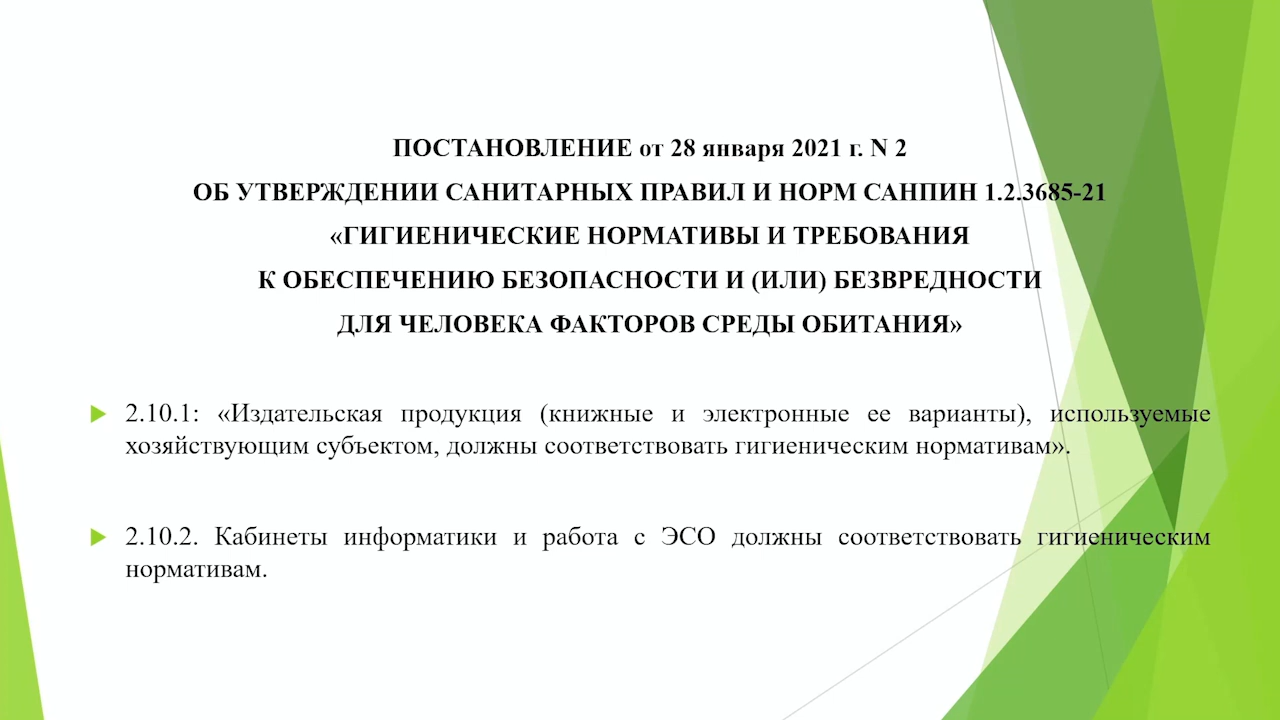 ПОСТАНОВЛЕНИЕ от 28 января 2021 г. N 2
ОБ УТВЕРЖДЕНИИ САНИТАРНЫХ ПРАВИЛ И НОРМ САНПИН 1.2.3685-21
«ГИГИЕНИЧЕСКИЕ НОРМАТИВЫ И ТРЕБОВАНИЯ
К ОБЕСПЕЧЕНИЮ БЕЗОПАСНОСТИ И (ИЛИ) БЕЗВРЕДНОСТИ
ДЛЯ ЧЕЛОВЕКА ФАКТОРОВ СРЕДЫ ОБИТАНИЯ»
2.10.1: «Издательская продукция (книжные и электронные ее варианты), используемые
хозяйствующим субъектом, должны соответствовать гигиеническим нормативам».
2.10.2. Кабинеты информатики и работа с ЭСО должны соответствовать гигиеническим
нормативам.